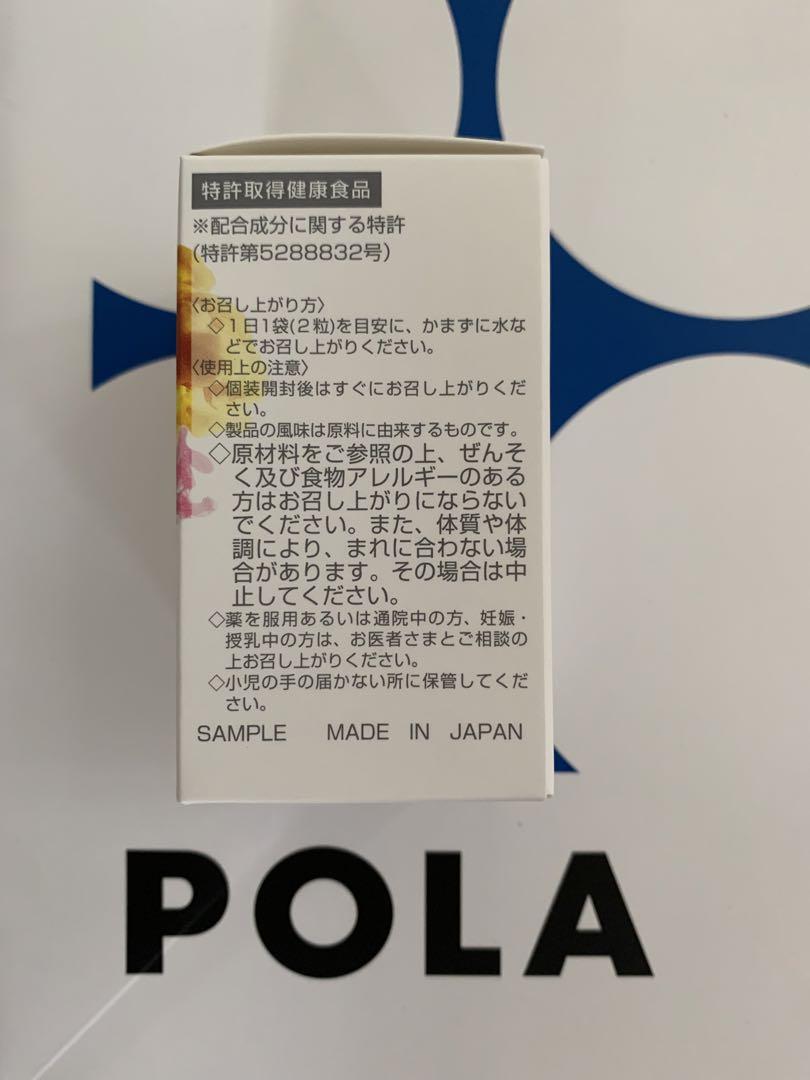 特許取得健康食品
※配合成分に関する特許
(特許第5288832号)
〈お召し上がり方〉
◇1日1袋(2粒)を目安に、かまずに水な
どでお召し上がりください。
〈使用上の注意〉
◇個装開封後はすぐにお召し上がりくだ
さい。
◇製品の風味は原料に由来するものです。
◇原材料をご参照の上、ぜんそ
く及び食物アレルギーのある
方はお召し上がりにならない
でください。また、体質や体
調により、まれに合わない場
合があります。その場合は中
止してください。
◇薬を服用あるいは通院中の方、妊娠・
授乳中の方は、お医者さまとご相談の
上お召し上がりください。
◇小児の手の届かない所に保管してくだ
さい。
SAMPLE MADE IN JAPAN
POLA